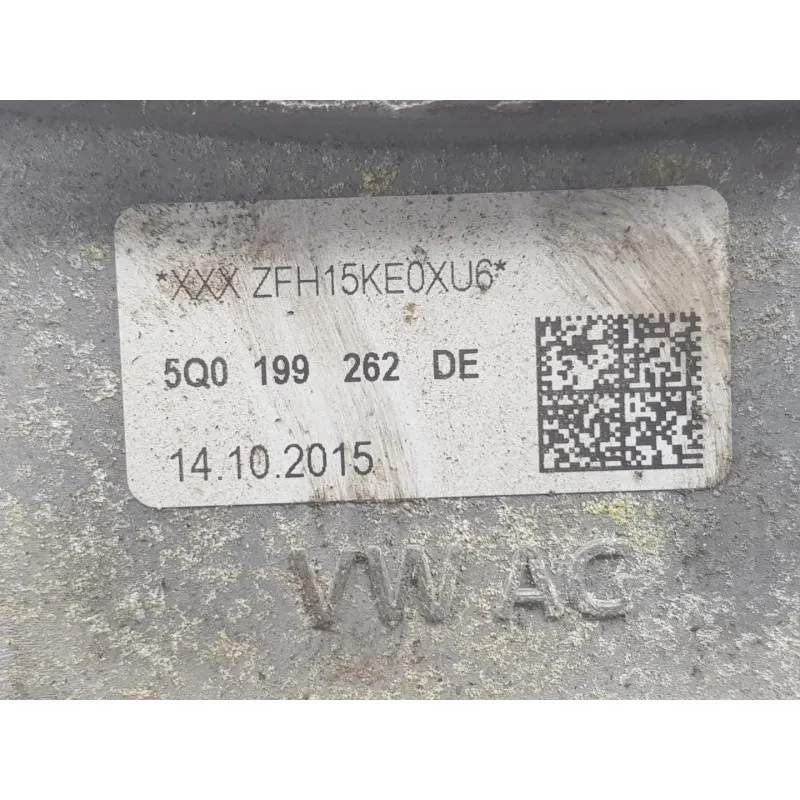 *XXX ZFH15KE0XU6*
5Q0 199 262 DE
14.10.2015
VW AG